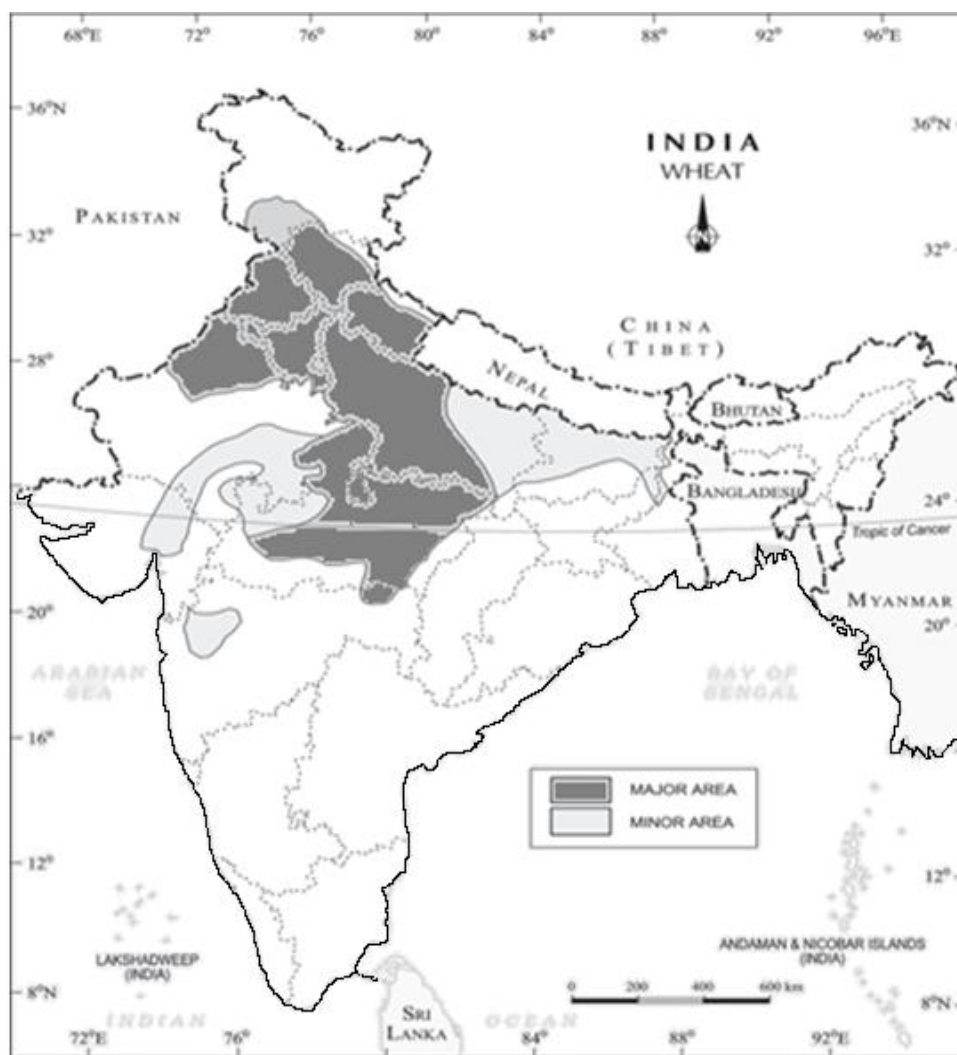 68°E 72° 76° 80° 84° 88° 92° 96°E
36°N
36°N
INDIA
WHEAT
PAKISTAN
32°
32°
CHINA
(TIBET)
28°
NEPAL
BHUTAN
BANGLADESH
24°
24°
Tropic of Cancer
MYANMAR
20°
20°
ARABIAN
SEA
BAY OF
BENGAL
16°
16°
MAJOR AREA
MINOR AREA
12°
12°
LAKSHADWEEP
(INDIA)
ANDAMAN & NICOBAR ISLANDS
(INDIA)
8°N
0 200 400 600 km
8°N
INDIAN OCEAN
SRI
LANKA
72°E 76° 84° 88° 92°E